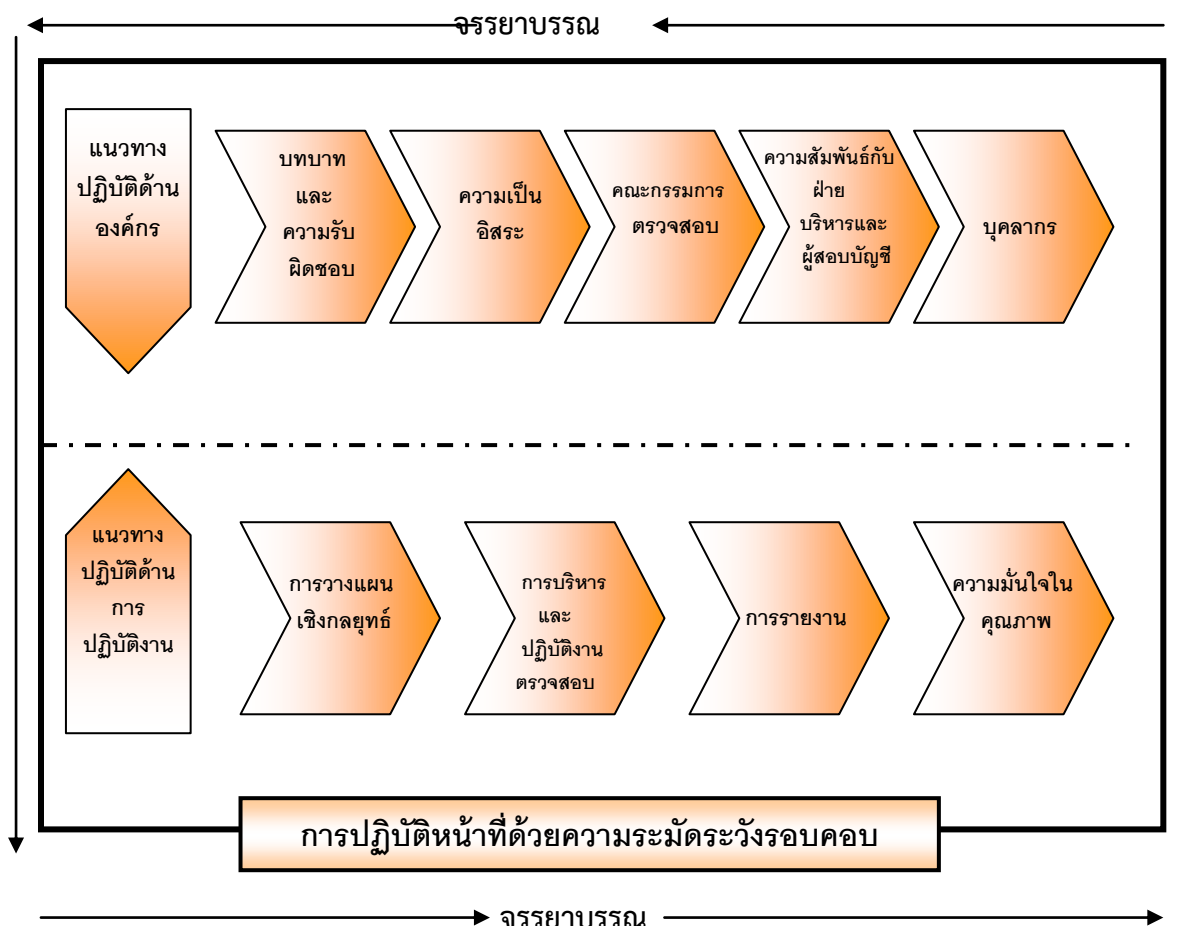 จรรยาบรรณ
แนวทาง
ปฏิบัติด้าน
องค์กร
บทบาท
และ
ความรับ
ผิดชอบ
ความเป็น
อิสระ
คณะกรรมการ
ตรวจสอบ
ความสัมพันธ์กับ
ฝ่าย
บริหารและ
ผู้สอบบัญชี
บุคลากร
แนวทาง
ปฏิบัติด้าน
การ
ปฏิบัติงาน
การวางแผน
เชิงกลยุทธ์
การบริหาร
และ
ปฏิบัติงาน
ตรวจสอบ
การรายงาน
ความมั่นใจใน
คุณภาพ
การปฏิบัติหน้าที่ด้วยความระมัดระวังรอบคอบ
จรรยาบรรณ